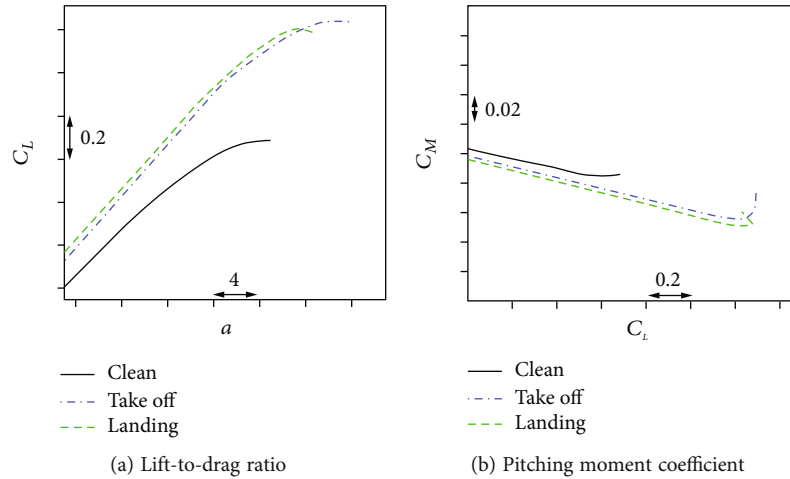 C_L
0.2
4
a
Clean
Take off
Landing
(a) Lift-to-drag ratio
C_M
0.02
0.2
C_L
Clean
Take off
Landing
(b) Pitching moment coefficient